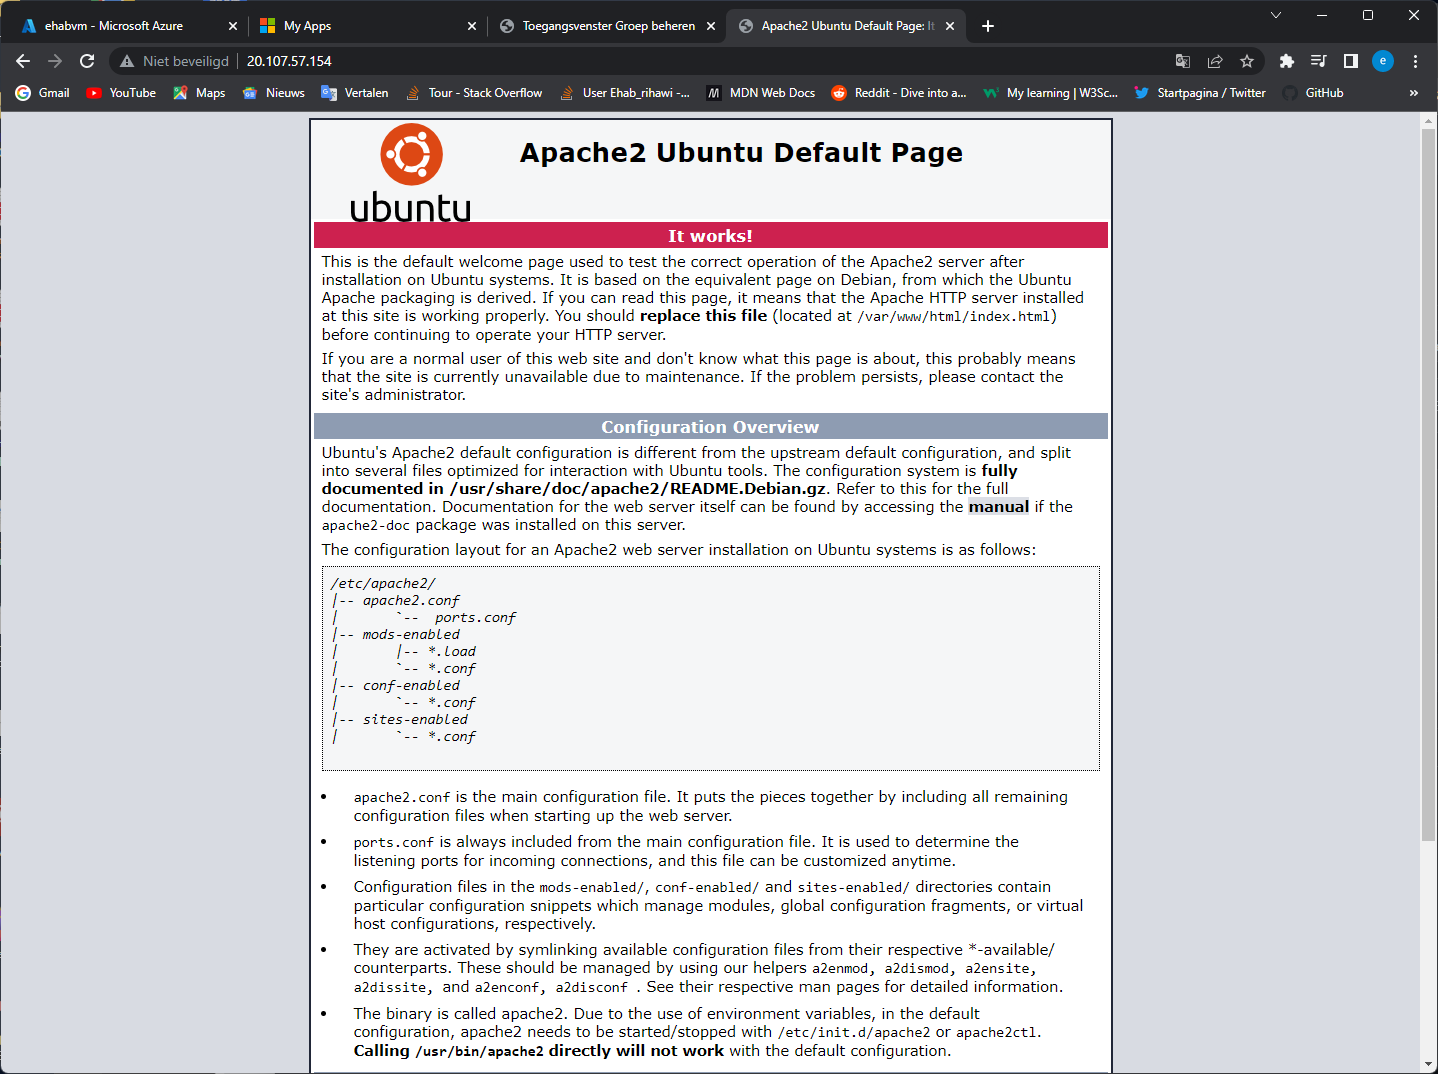 ehabvm - Microsoft Azure
My Apps
Toegangsvenster Groep beheren
Apache2 Ubuntu Default Page: It
Niet beveiligd
20.107.57.154
e
Gmail
YouTube
Maps
Nieuws
Vertalen
Tour - Stack Overflow
User Ehab_rihawi -...
MDN Web Docs
Reddit - Dive into a...
My learning | W3Sc...
Startpagina / Twitter
GitHub
»
ubuntu
Apache2 Ubuntu Default Page
It works!
This is the default welcome page used to test the correct operation of the Apache2 server after
installation on Ubuntu systems. It is based on the equivalent page on Debian, from which the Ubuntu
Apache packaging is derived. If you can read this page, it means that the Apache HTTP server installed
at this site is working properly. You should replace this file (located at /var/www/html/index.html)
before continuing to operate your HTTP server.
If you are a normal user of this web site and don't know what this page is about, this probably means
that the site is currently unavailable due to maintenance. If the problem persists, please contact the
site's administrator.
Configuration Overview
Ubuntu's Apache2 default configuration is different from the upstream default configuration, and split
into several files optimized for interaction with Ubuntu tools. The configuration system is fully
documented in /usr/share/doc/apache2/README.Debian.gz. Refer to this for the full
documentation. Documentation for the web server itself can be found by accessing the manual if the
apache2-doc package was installed on this server.
The configuration layout for an Apache2 web server installation on Ubuntu systems is as follows:
/etc/apache2/
|-- apache2.conf
|       `--  ports.conf
|-- mods-enabled
|       |-- *.load
|       `-- *.conf
|-- conf-enabled
|       `-- *.conf
|-- sites-enabled
|       `-- *.conf
• apache2.conf is the main configuration file. It puts the pieces together by including all remaining
configuration files when starting up the web server.
• ports.conf is always included from the main configuration file. It is used to determine the
listening ports for incoming connections, and this file can be customized anytime.
• Configuration files in the mods-enabled/, conf-enabled/ and sites-enabled/ directories contain
particular configuration snippets which manage modules, global configuration fragments, or virtual
host configurations, respectively.
• They are activated by symlinking available configuration files from their respective *-available/
counterparts. These should be managed by using our helpers a2enmod, a2dismod, a2ensite,
a2dissite, and a2enconf, a2disconf . See their respective man pages for detailed information.
• The binary is called apache2. Due to the use of environment variables, in the default
configuration, apache2 needs to be started/stopped with /etc/init.d/apache2 or apache2ctl.
Calling /usr/bin/apache2 directly will not work with the default configuration.